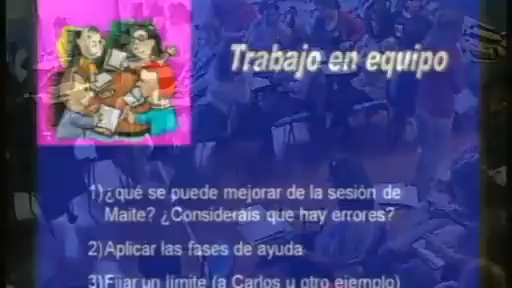 Trabajo en equipo
1)¿qué se puede mejorar de la sesión de
Maite? ¿Consideráis que hay errores?
2)Aplicar las fases de ayuda
3)Fijar un límite (a Carlos y otro ejemplo)